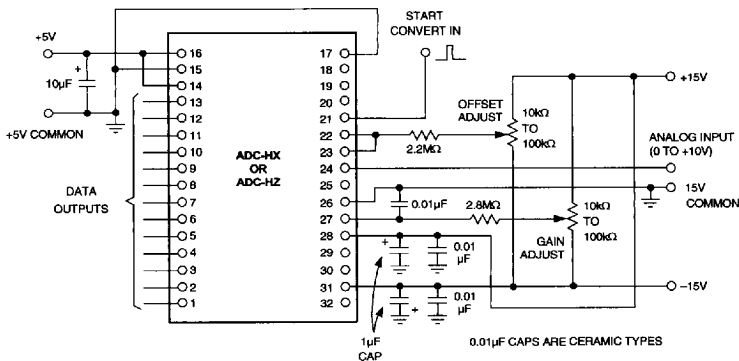 START
CONVERT IN
+5V
+
10µF
+5V COMMON
DATA
OUTPUTS
16
15
14
13
12
11
10
9
8
7
6
5
4
3
2
1
ADC-HX
OR
ADC-HZ
17
18
19
20
21
22
23
24
25
26
27
28
29
30
31
32
OFFSET
ADJUST
10kΩ
TO
100kΩ
2.2MΩ
+15V
ANALOG INPUT
(0 TO +10V)
15V
COMMON
0.01µF
2.8MΩ
10kΩ
TO
100kΩ
GAIN
ADJUST
+
0.01
µF
-15V
+
0.01
µF
1µF
CAP
0.01µF CAPS ARE CERAMIC TYPES